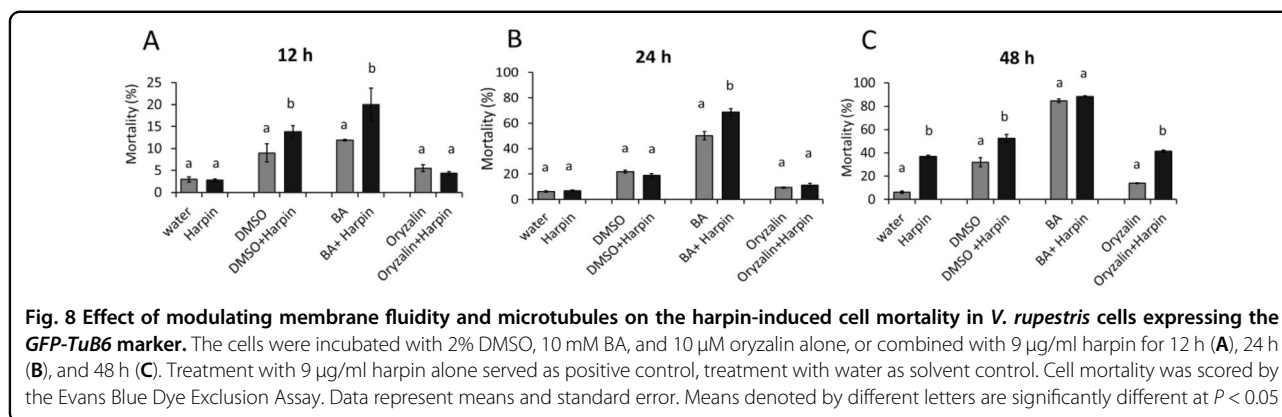 A
12 h
Mortality (%)
25
20
15
10
5
0
a
a
a
b
a
b
a
a
water
Harpin
DMSO
DMSO+Harpin
BA
BA+ Harpin
Oryzalin
Oryzalin+Harpin
B
24 h
Mortality (%)
100
80
60
40
20
0
a
a
a
a
a
b
a
a
water
Harpin
DMSO
DMSO+Harpin
BA
BA+ Harpin
Oryzalin
Oryzalin+Harpin
C
48 h
Mortality (%)
100
80
60
40
20
0
a
b
a
b
a
a
a
b
water
Harpin
DMSO
DMSO +Harpin
BA
BA+ Harpin
Oryzalin
Oryzalin+Harpin
Fig. 8 Effect of modulating membrane fluidity and microtubules on the harpin-induced cell mortality in V. rupestris cells expressing the
GFP-TuB6 marker. The cells were incubated with 2% DMSO, 10 mM BA, and 10 µM oryzalin alone, or combined with 9 µg/ml harpin for 12 h (A), 24 h
(B), and 48 h (C). Treatment with 9 µg/ml harpin alone served as positive control, treatment with water as solvent control. Cell mortality was scored by
the Evans Blue Dye Exclusion Assay. Data represent means and standard error. Means denoted by different letters are significantly different at P < 0.05